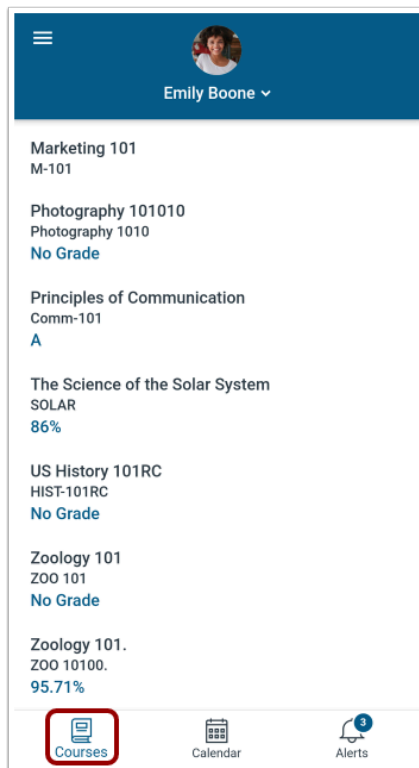 Emily Boone
Marketing 101
M-101
Photography 101010
Photography 1010
No Grade
Principles of Communication
Comm-101
A
The Science of the Solar System
SOLAR
86%
US History 101RC
HIST-101RC
No Grade
Zoology 101
ZOO 101
No Grade
Zoology 101.
ZOO 10100.
95.71%
3
Courses
Calendar
Alerts